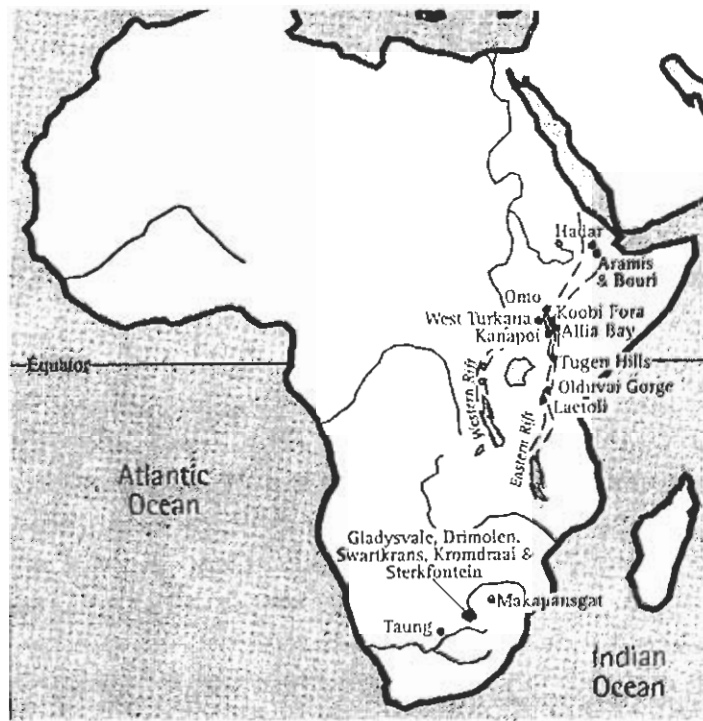 Hadar
Aramis
& Bouri
Omo
Koobi Fora
West Turkana
Allia Bay
Kanapoi
Equator
Tugen Hills
Western Rift
Olduvai Gorge
Laetoli
Eastern Rift
Atlantic
Ocean
Gladysvale, Drimolen,
Swartkrans, Kromdraai &
Sterkfontein
Makapansgat
Taung
Indian
Ocean